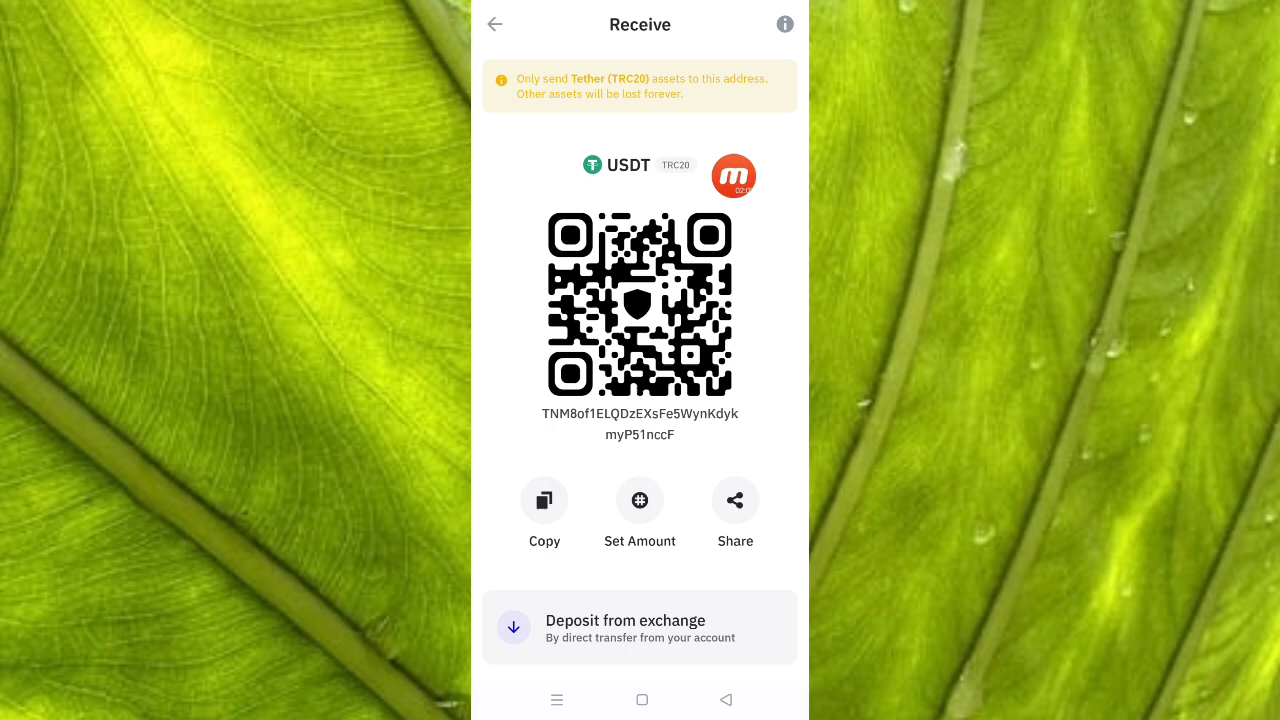 Receive
Only send Tether (TRC20) assets to this address.
Other assets will be lost forever.
USDT TRC20
m
TNM8of1ELQDzEXsFe5WynKdyk
myP51nccF
Copy
Set Amount
Share
Deposit from exchange
By direct transfer from your account